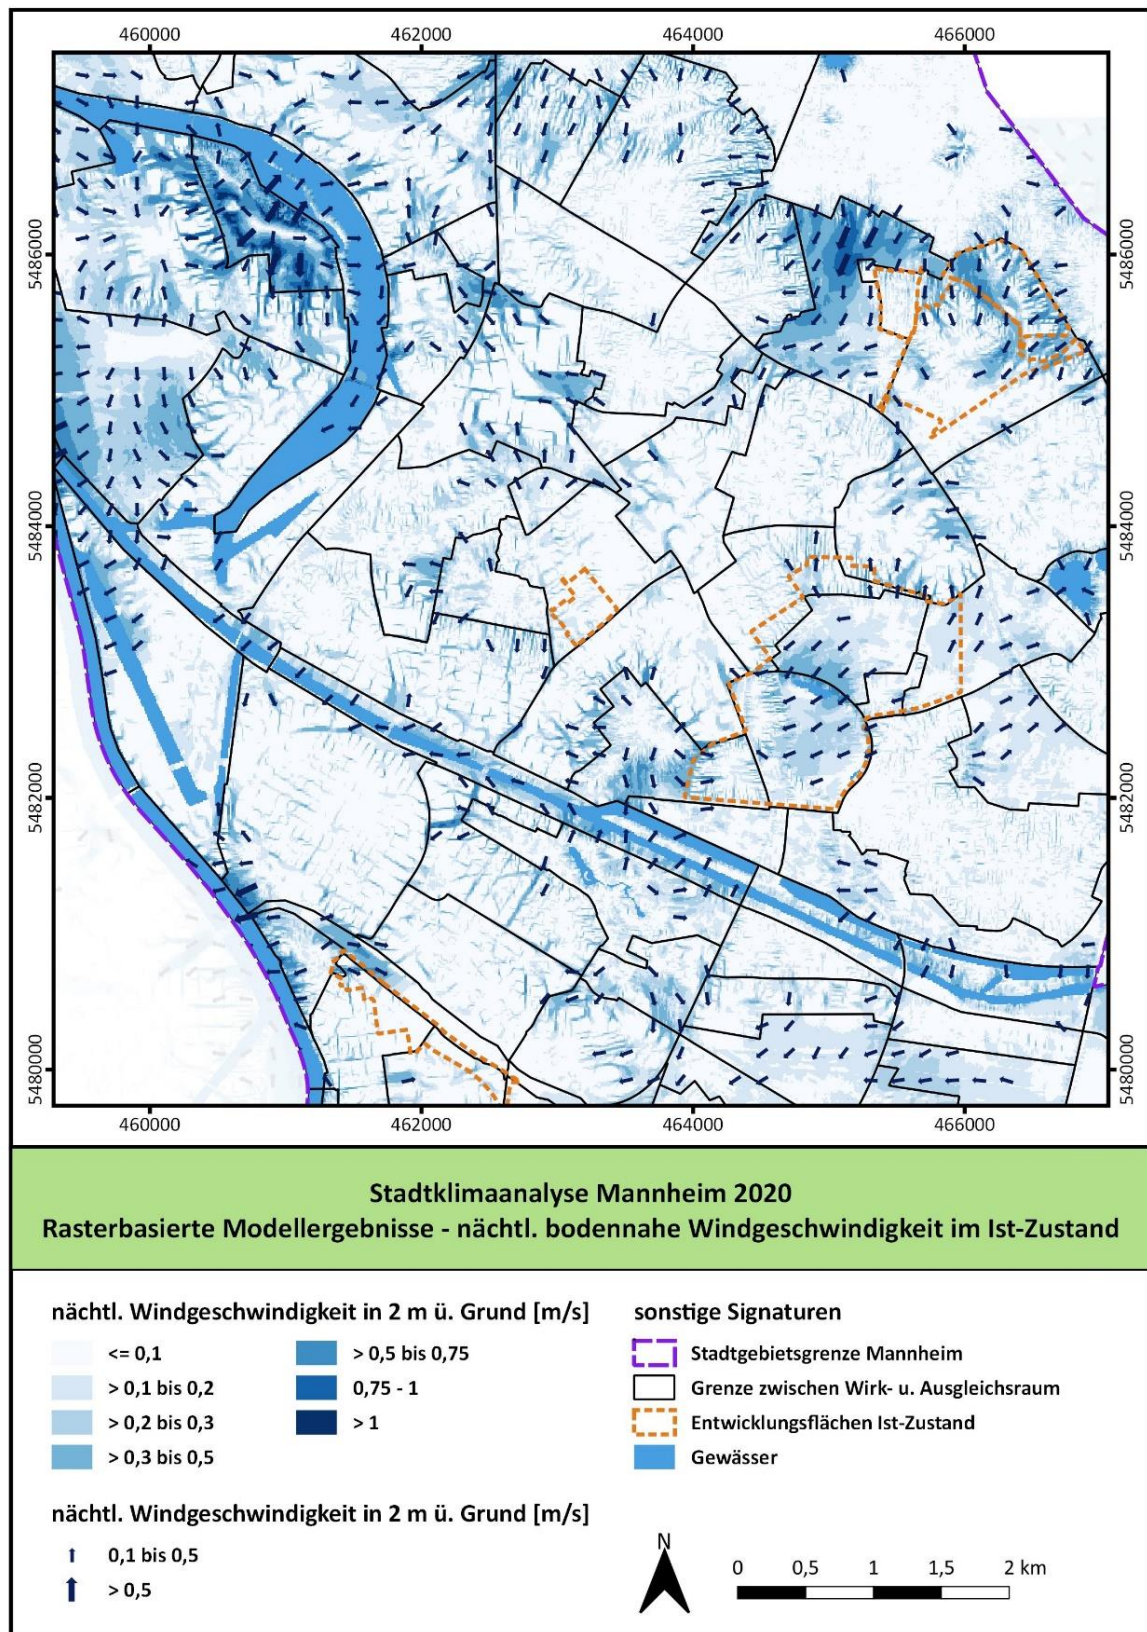 460000 462000 464000 466000
5486000 5486000
5484000 5484000
5482000 5482000
5480000 5480000
460000 462000 464000 466000
Stadtklimaanalyse Mannheim 2020
Rasterbasierte Modellergebnisse - nächtl. bodennahe Windgeschwindigkeit im Ist-Zustand
nächtl. Windgeschwindigkeit in 2 m ü. Grund [m/s]
<= 0,1
> 0,1 bis 0,2
> 0,2 bis 0,3
> 0,3 bis 0,5
> 0,5 bis 0,75
0,75 - 1
> 1
sonstige Signaturen
Stadtgebietsgrenze Mannheim
Grenze zwischen Wirk- u. Ausgleichsraum
Entwicklungsflächen Ist-Zustand
Gewässer
nächtl. Windgeschwindigkeit in 2 m ü. Grund [m/s]
0,1 bis 0,5
> 0,5
N
0 0,5 1 1,5 2 km